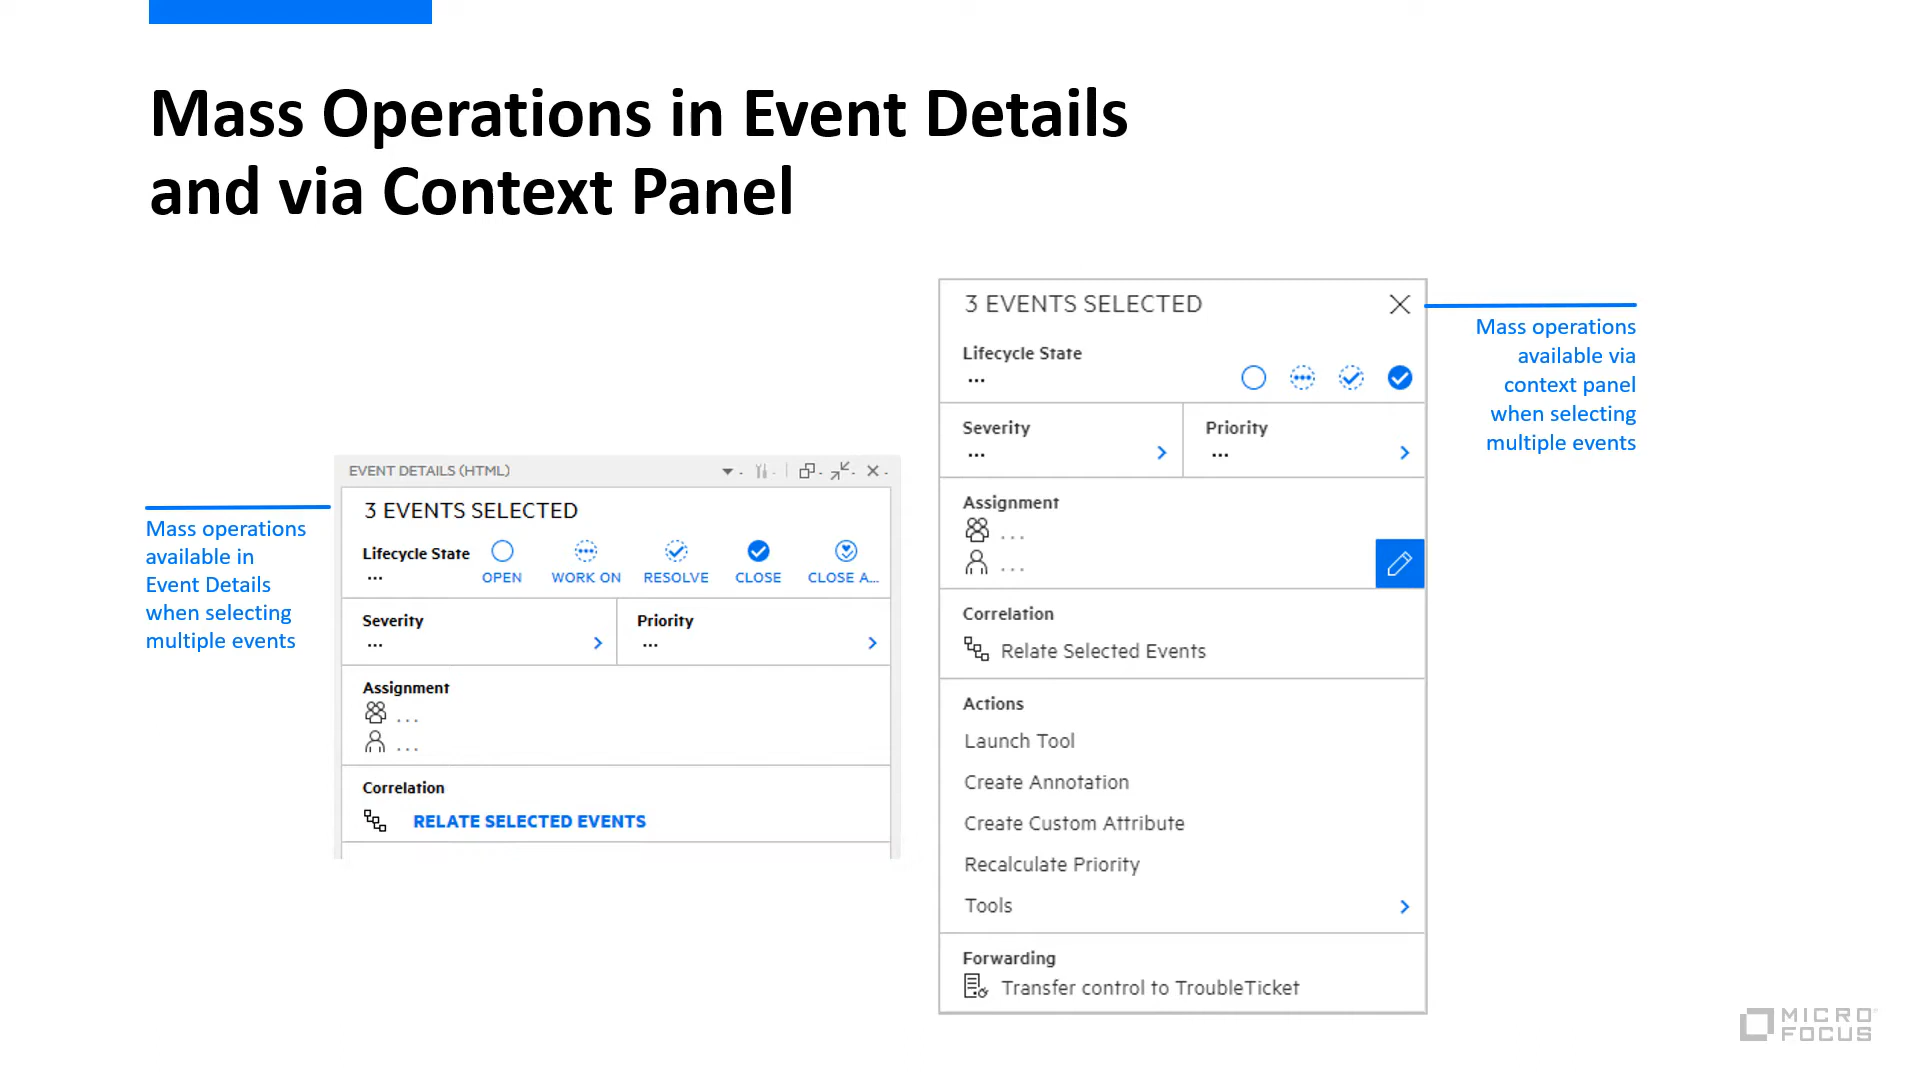 Mass Operations in Event Details
and via Context Panel
Mass operations
available in
Event Details
when selecting
multiple events
EVENT DETAILS (HTML)
3 EVENTS SELECTED
Lifecycle State
...
OPEN
WORK ON
RESOLVE
CLOSE
CLOSE A...
Severity
...
Priority
...
Assignment
...
...
Correlation
RELATE SELECTED EVENTS
3 EVENTS SELECTED
Lifecycle State
...
Severity
...
Priority
...
Assignment
...
...
Correlation
Relate Selected Events
Actions
Launch Tool
Create Annotation
Create Custom Attribute
Recalculate Priority
Tools
Forwarding
Transfer control to TroubleTicket
Mass operations
available via
context panel
when selecting
multiple events
MICRO
FOCUS